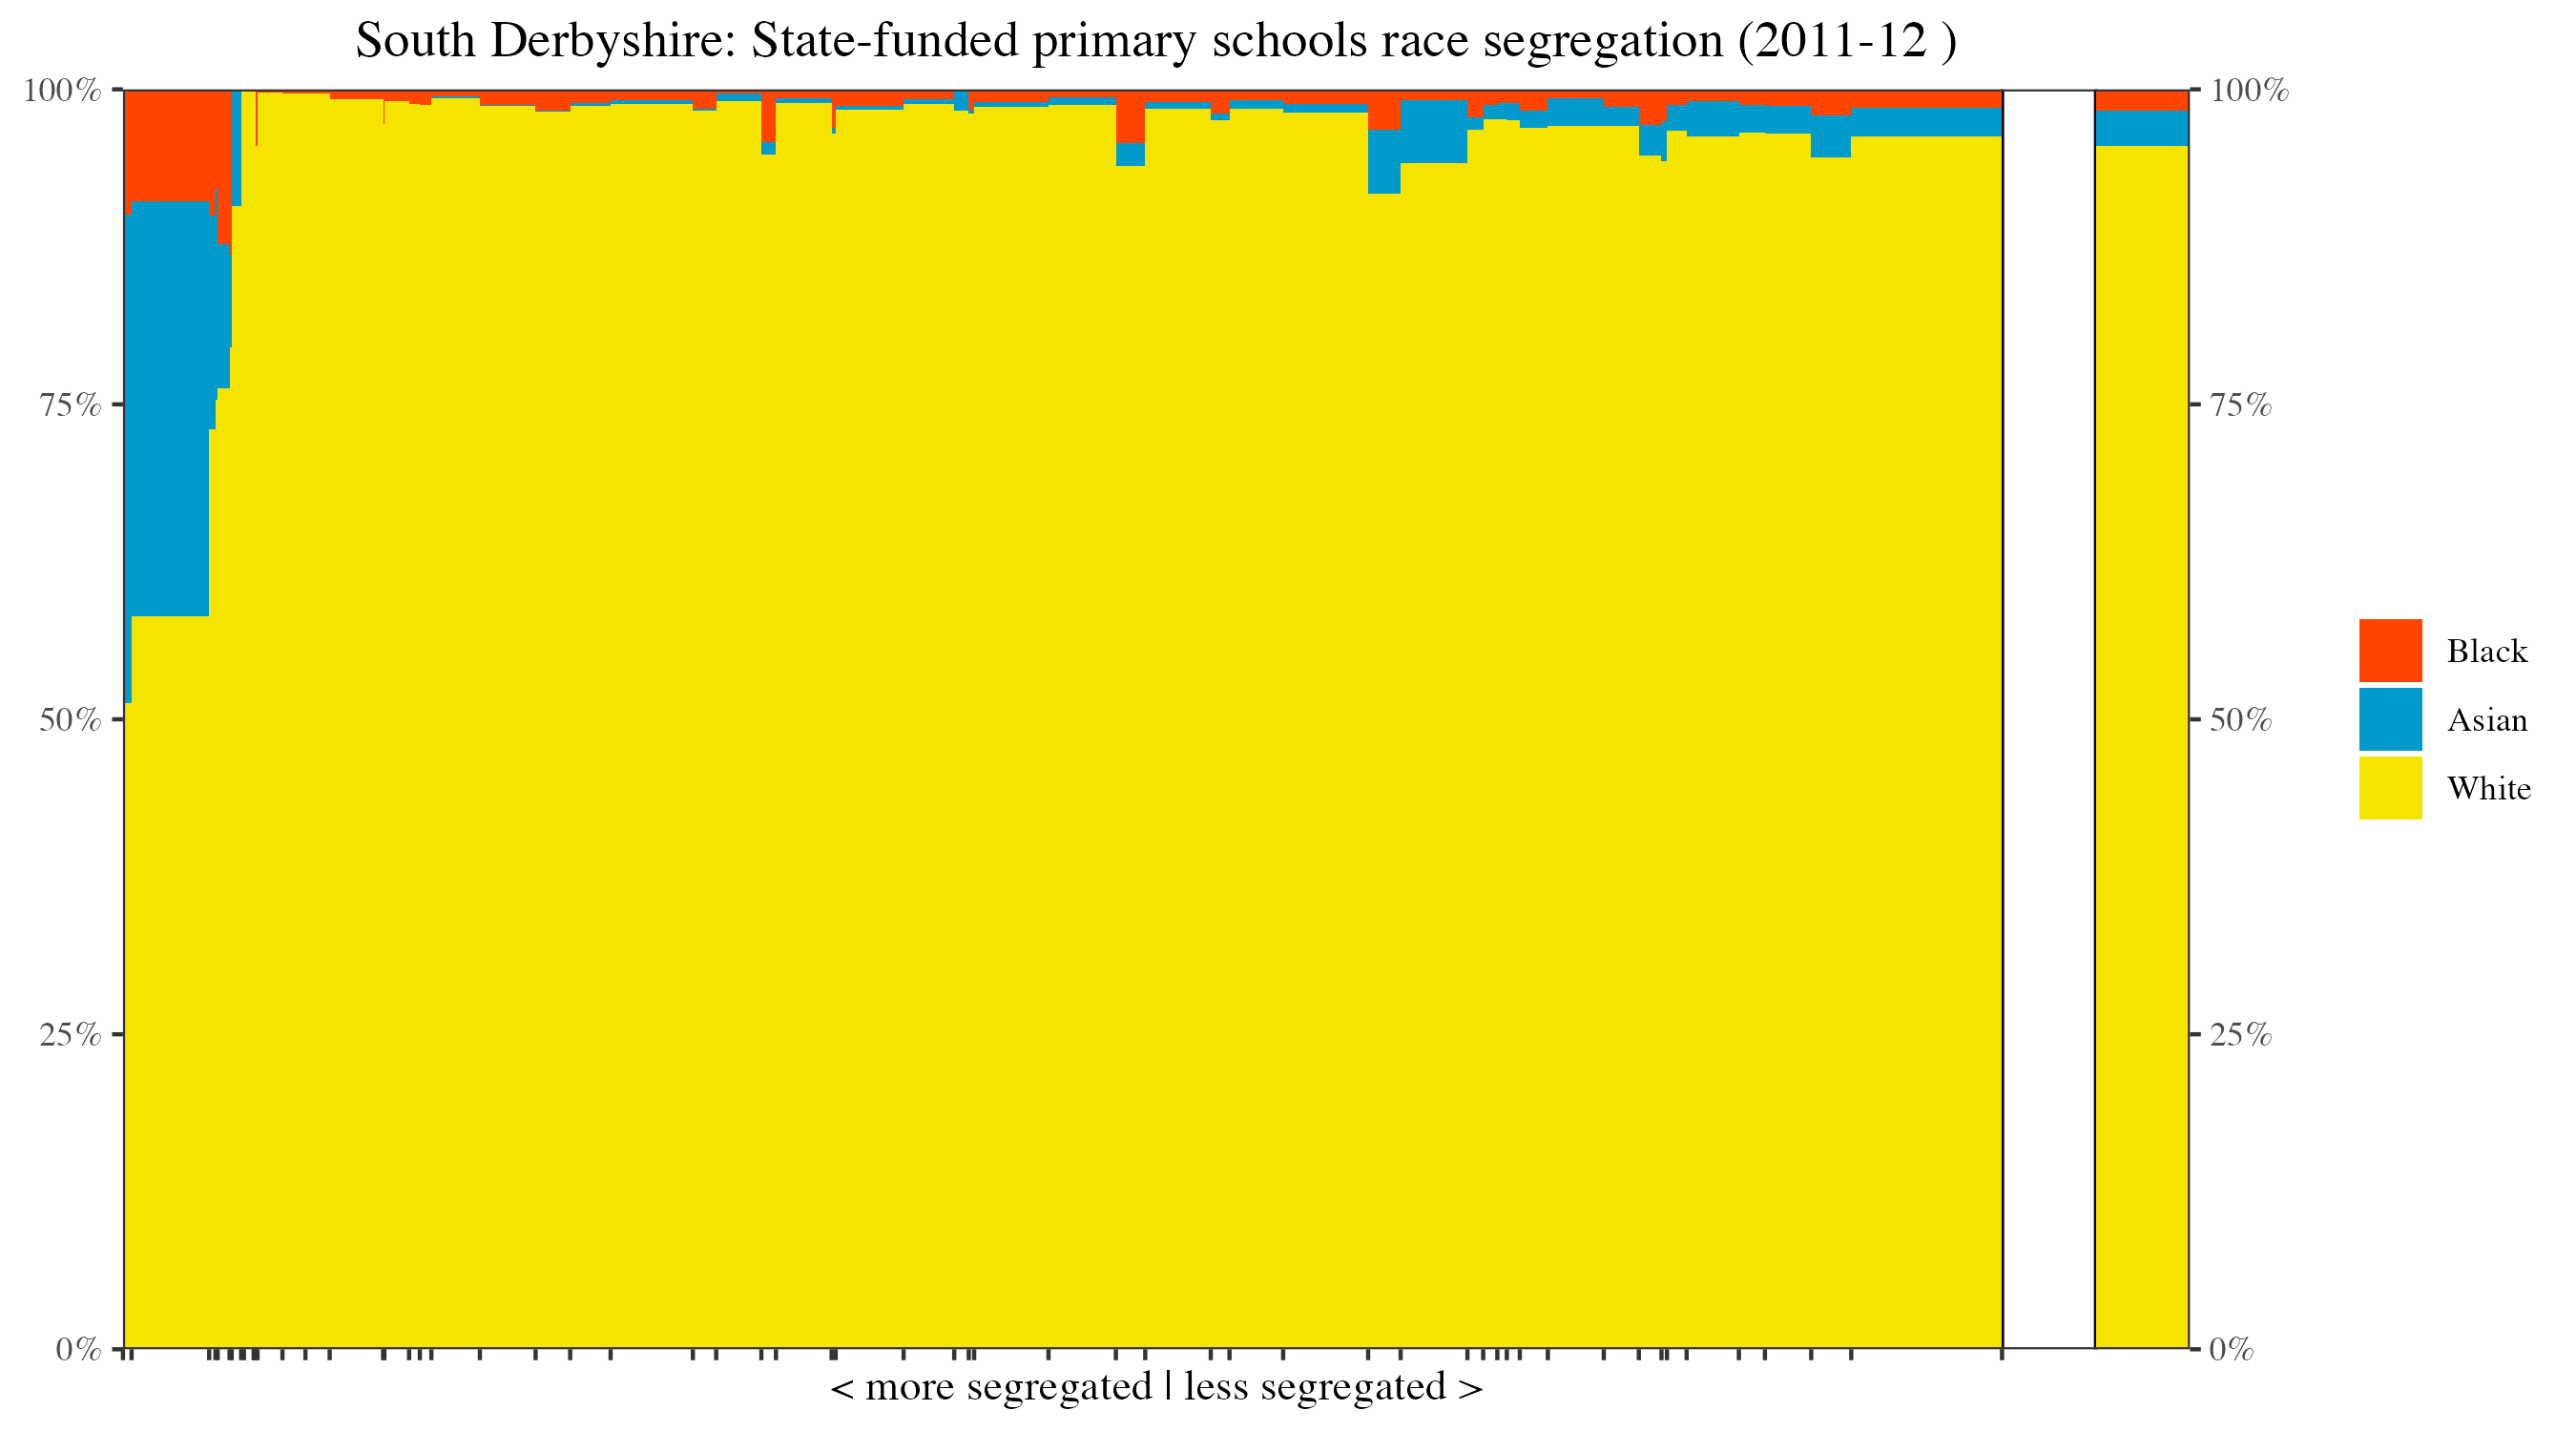 South Derbyshire: State-funded primary schools race segregation (2011-12 )
100%
75%
50%
25%
0%
100%
75%
50%
25%
0%
Black
Asian
White
< more segregated | less segregated >